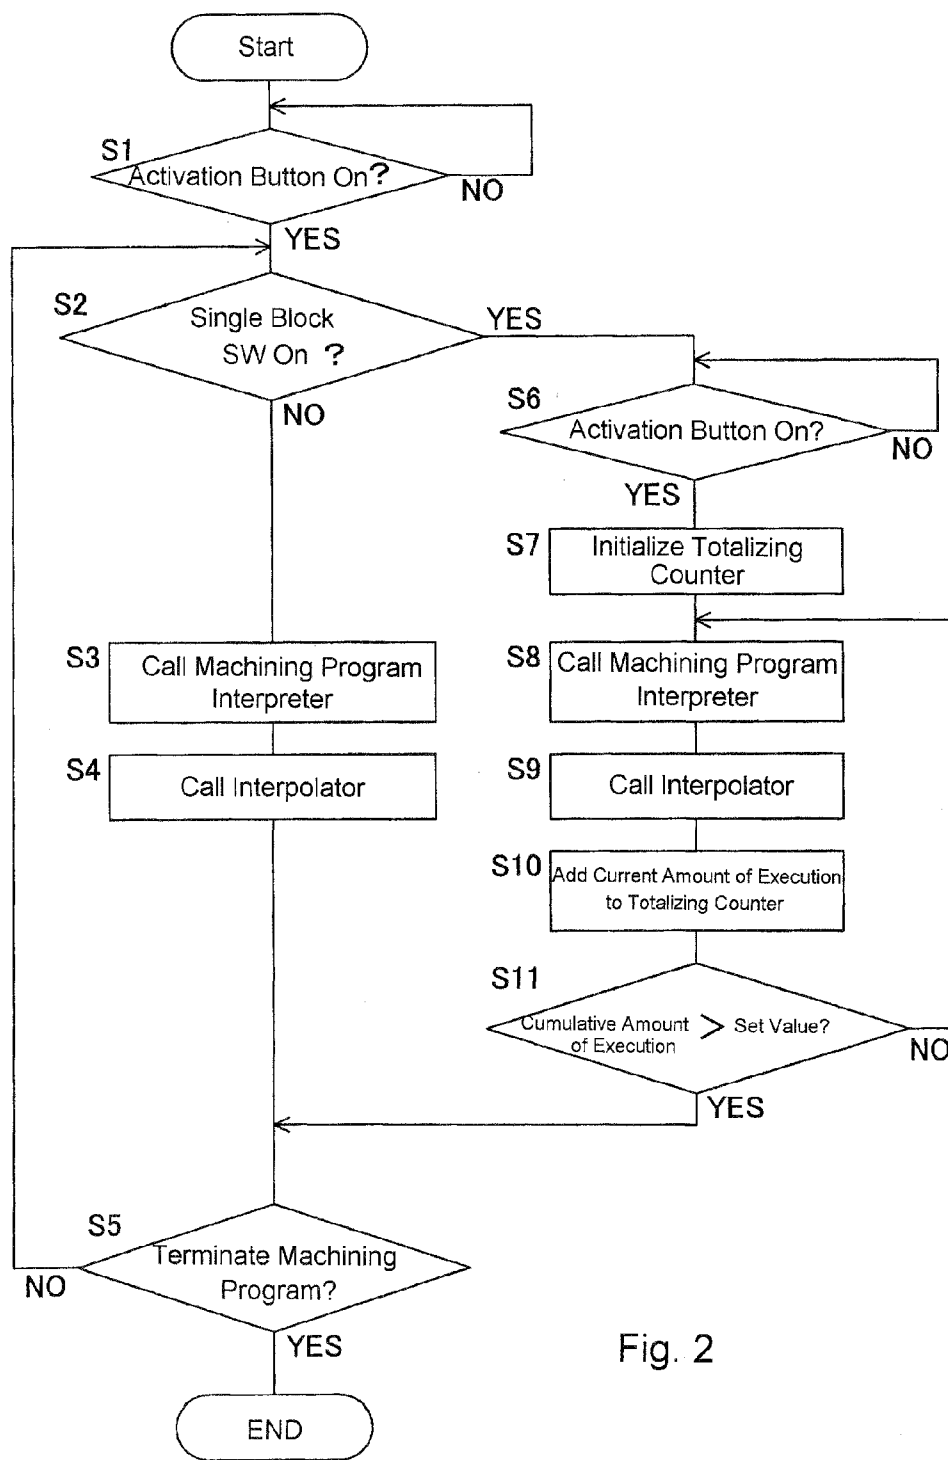 Start
S1
Activation Button On?
NO
YES
S2
Single Block
SW On ?
YES
NO
S6
Activation Button On?
NO
YES
S7
Initialize Totalizing
Counter
S3
Call Machining Program
Interpreter
S8
Call Machining Program
Interpreter
S4
Call Interpolator
S9
Call Interpolator
S10
Add Current Amount of Execution
to Totalizing Counter
S11
Cumulative Amount
of Execution
> Set Value?
NO
YES
S5
Terminate Machining
Program?
NO
YES
END
Fig. 2